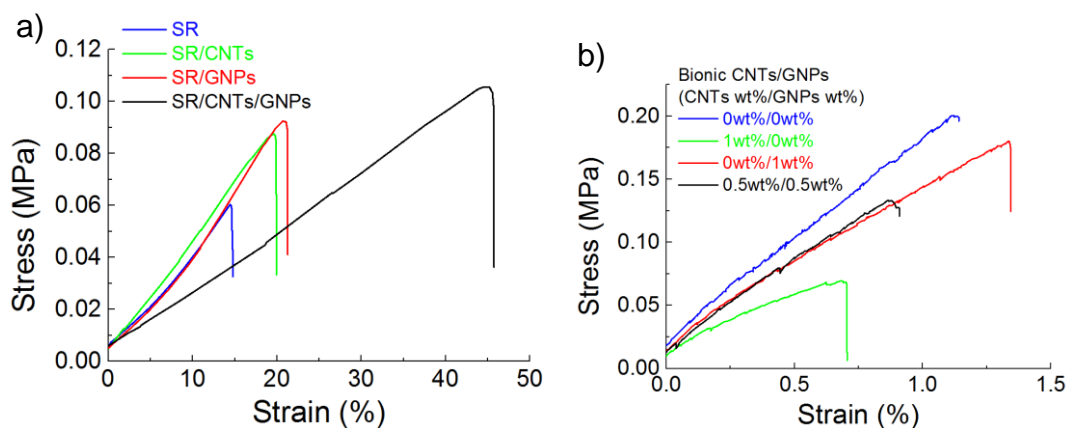 a)
SR
SR/CNTs
SR/GNPs
SR/CNTs/GNPs
0.12
0.10
0.08
0.06
0.04
0.02
0.00
Stress (MPa)
0 10 20 30 40 50
Strain (%)
b)
Bionic CNTs/GNPs
(CNTs wt%/GNPs wt%)
0wt%/0wt%
1wt%/0wt%
0wt%/1wt%
0.5wt%/0.5wt%
0.20
0.15
0.10
0.05
0.00
Stress (MPa)
0.0 0.5 1.0 1.5
Strain (%)